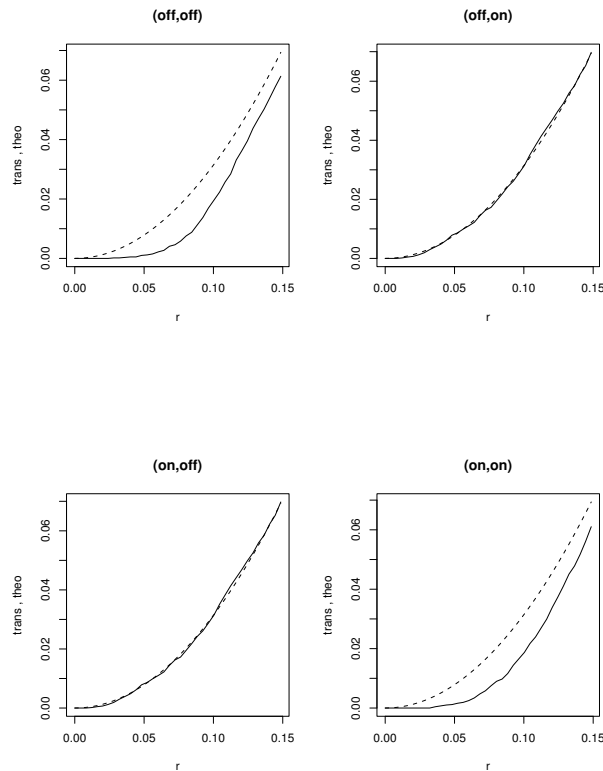 (off,off)
0.00 0.02 0.04 0.06
trans , theo
0.00 0.05 0.10 0.15
r
(off,on)
0.00 0.02 0.04 0.06
trans , theo
0.00 0.05 0.10 0.15
r
(on,off)
0.00 0.02 0.04 0.06
trans , theo
0.00 0.05 0.10 0.15
r
(on,on)
0.00 0.02 0.04 0.06
trans , theo
0.00 0.05 0.10 0.15
r